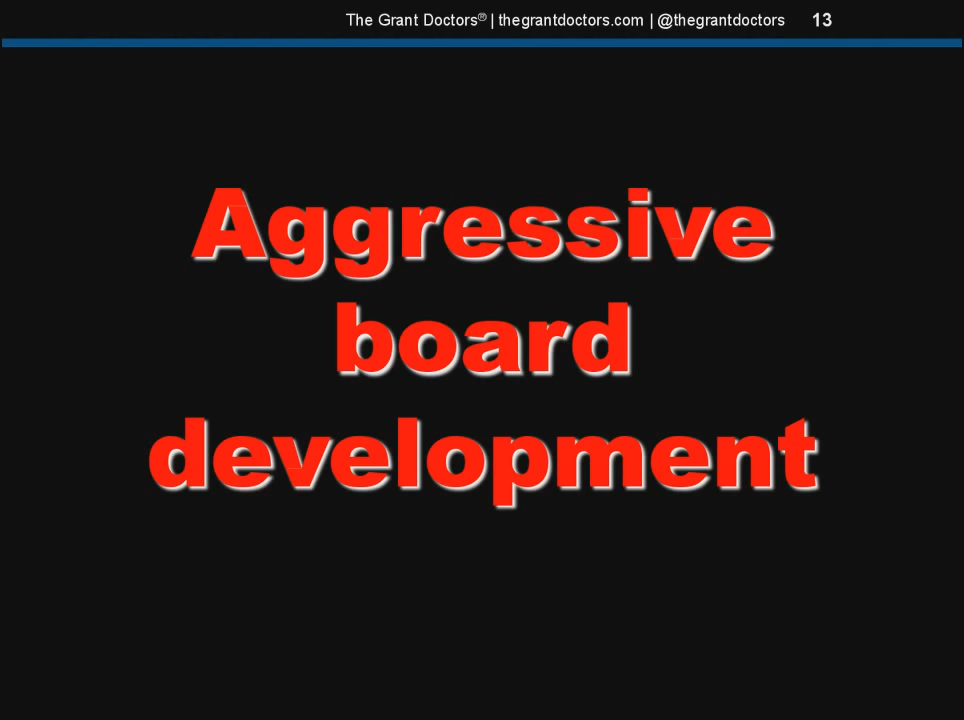 The Grant Doctors® | thegrantdoctors.com | @thegrantdoctors 13
Aggressive
board
development